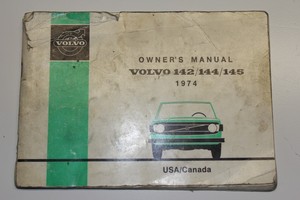 VOLVO
OWNER'S MANUAL
VOLVO 142/144/145
1974
USA/Canada